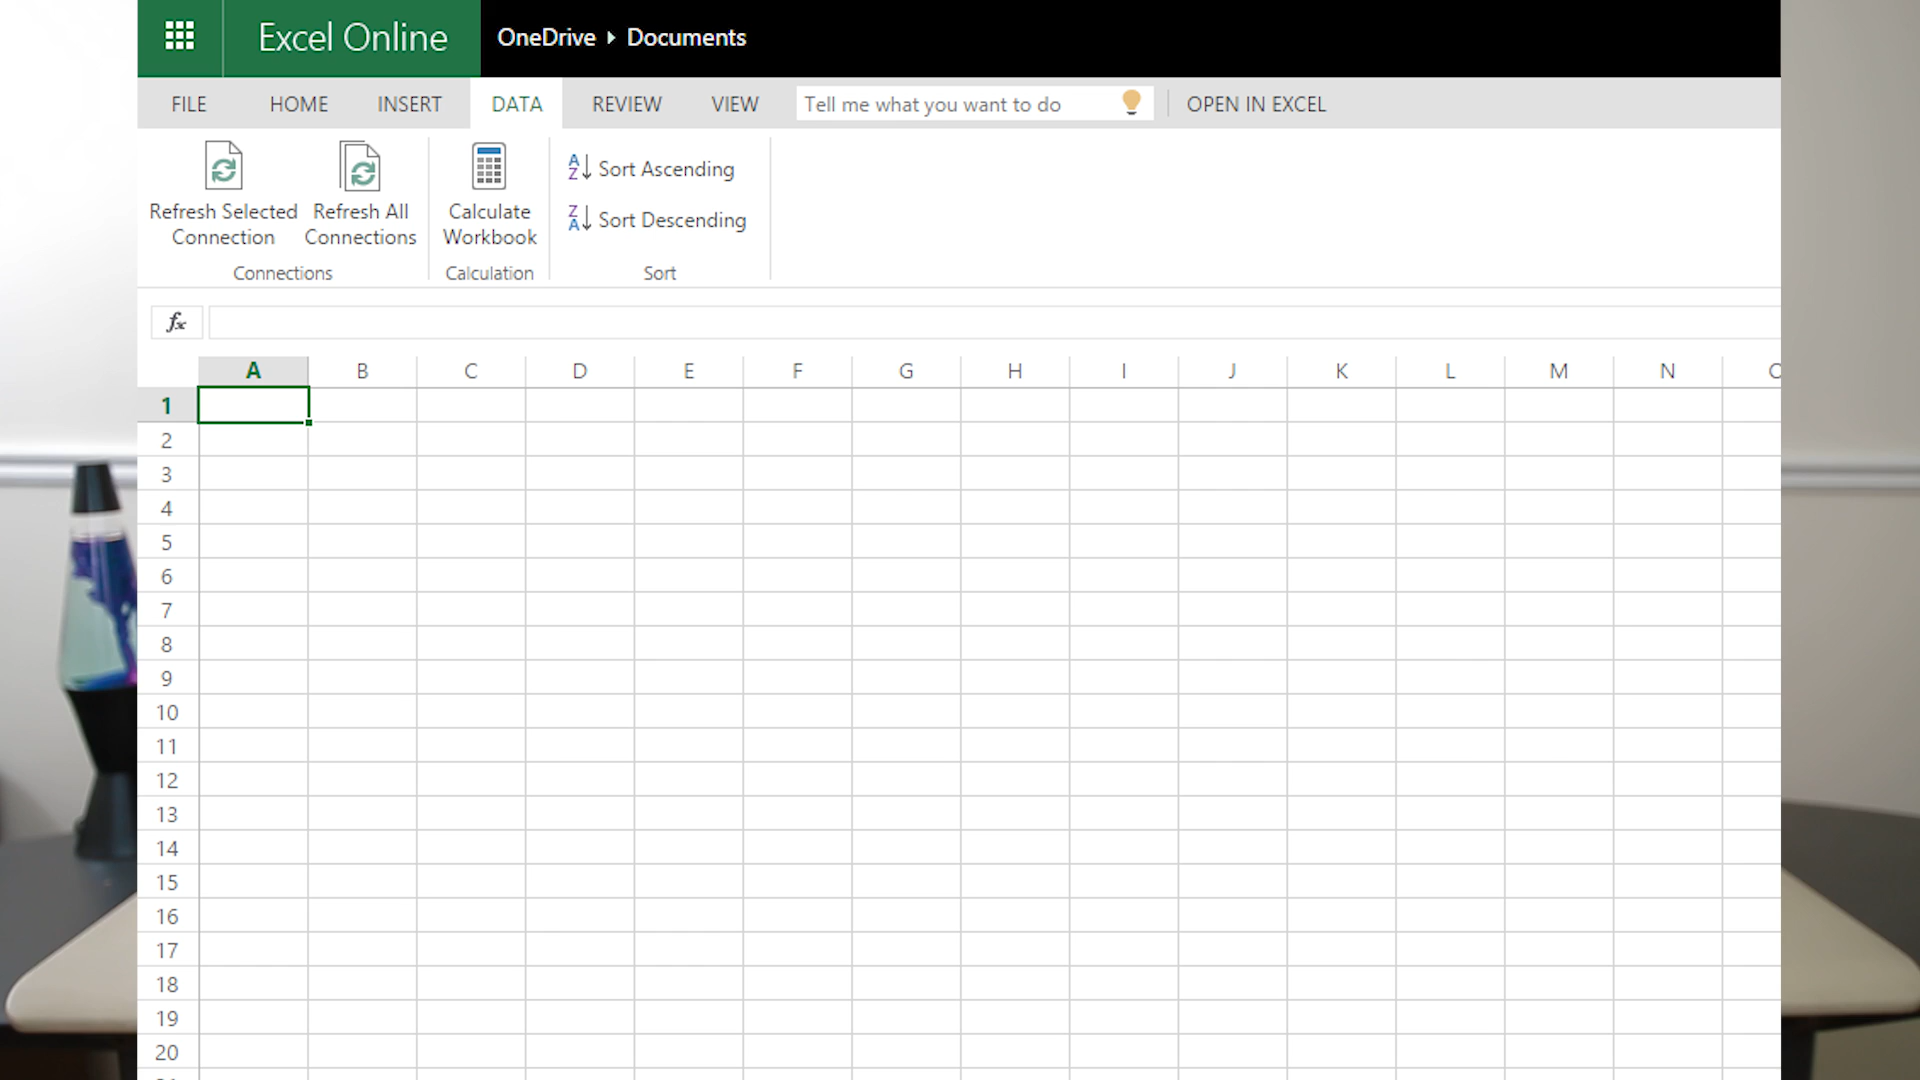 Excel Online
OneDrive ▸ Documents
FILE HOME INSERT DATA REVIEW VIEW Tell me what you want to do OPEN IN EXCEL
Refresh Selected Connection
Refresh All Connections
Calculate Workbook
A Z Sort Ascending
Z A Sort Descending
Connections Calculation Sort
fx
A B C D E F G H I J K L M N
1
2
3
4
5
6
7
8
9
10
11
12
13
14
15
16
17
18
19
20